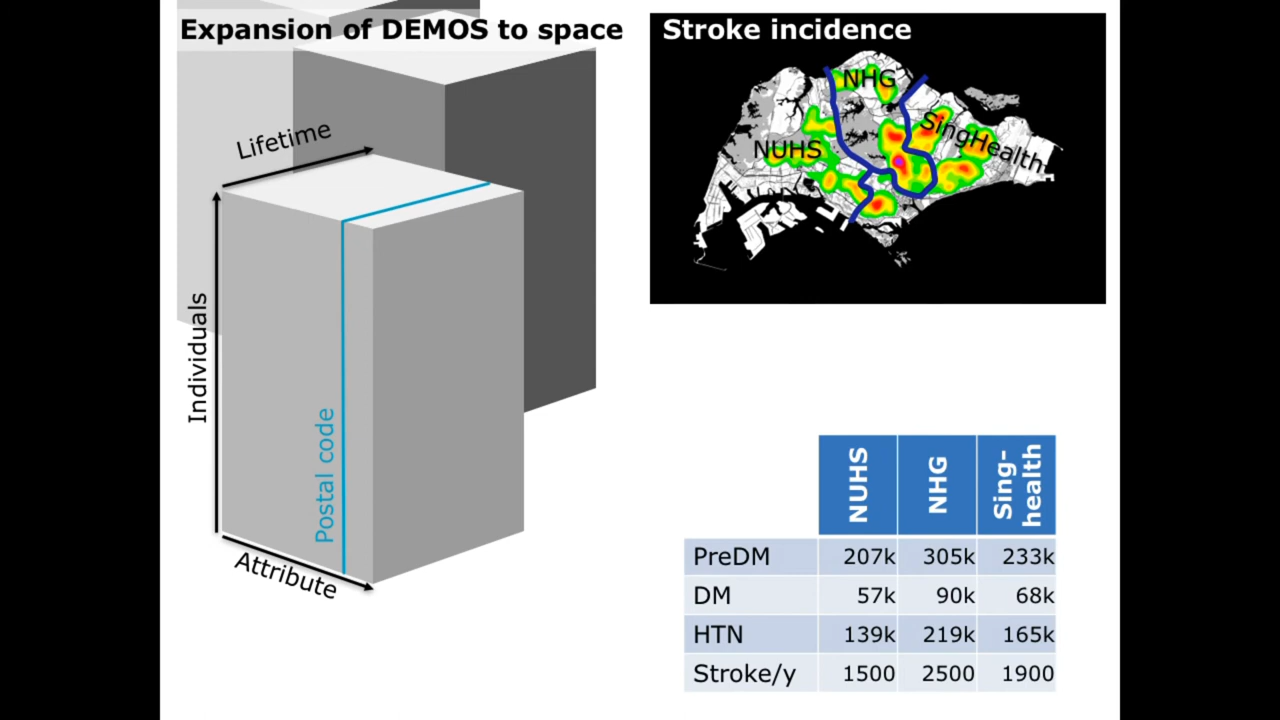 Expansion of DEMOS to space
Lifetime
Individuals
Postal code
Attribute
Stroke incidence
NHG
NUHS
SingHealth
NUHS NHG Sing-
health
PreDM 207k 305k 233k
DM 57k 90k 68k
HTN 139k 219k 165k
Stroke/y 1500 2500 1900